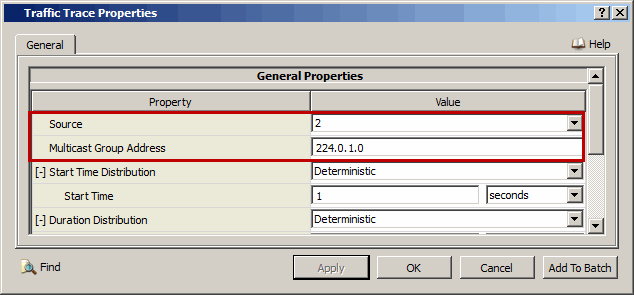 Traffic Trace Properties
General
Help
General Properties
Property Value
Source 2
Multicast Group Address 224.0.1.0
[-] Start Time Distribution Deterministic
Start Time 1 seconds
[-] Duration Distribution Deterministic
Find Apply OK Cancel Add To Batch